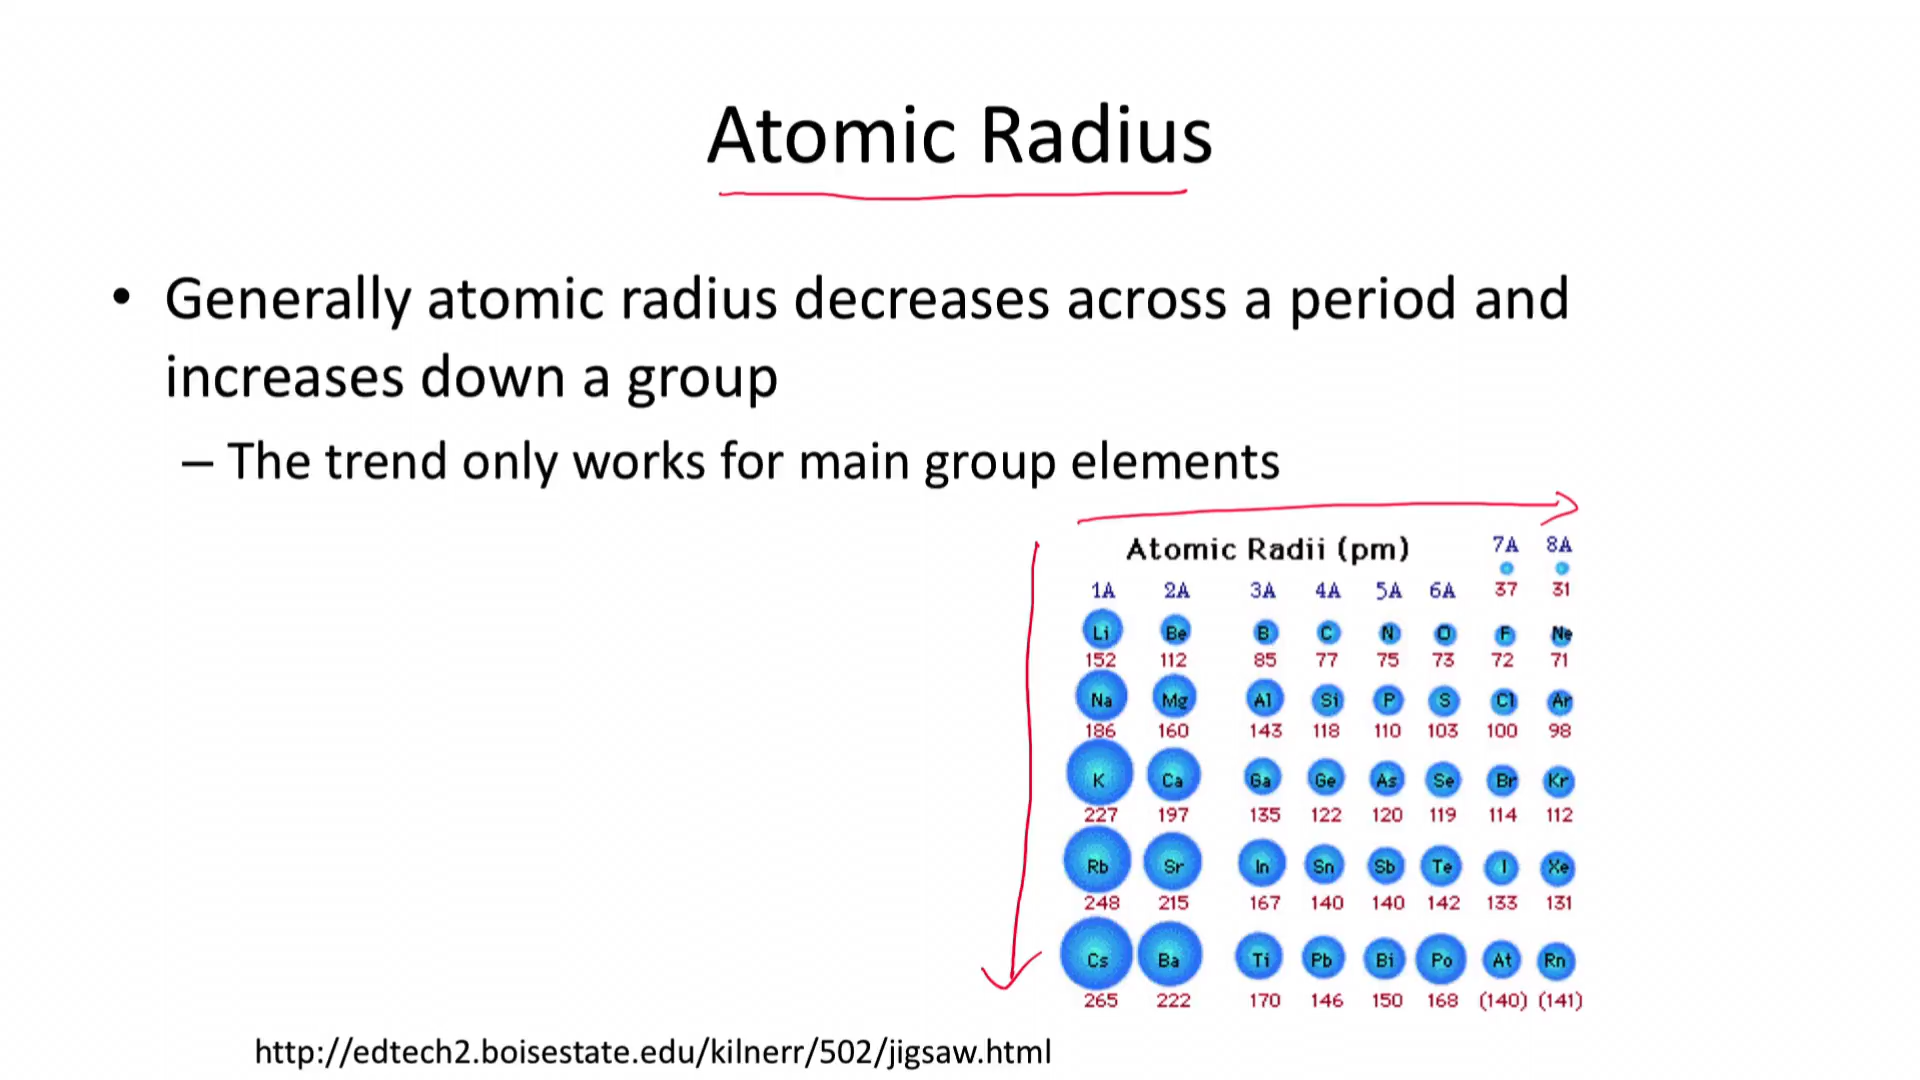 Atomic Radius
• Generally atomic radius decreases across a period and
increases down a group
– The trend only works for main group elements
Atomic Radii (pm) 7A 8A
1A 2A 3A 4A 5A 6A 37 31
Li Be B C N O F Ne
152 112 85 77 75 73 72 71
Na Mg Al Si P S Cl Ar
186 160 143 118 110 103 100 98
K Ca Ga Ge As Se Br Kr
227 197 135 122 120 119 114 112
Rb Sr In Sn Sb Te I Xe
248 215 167 140 140 142 133 131
Cs Ba Ti Pb Bi Po At Rn
265 222 170 146 150 168 (140) (141)
http://edtech2.boisestate.edu/kilnerr/502/jigsaw.html